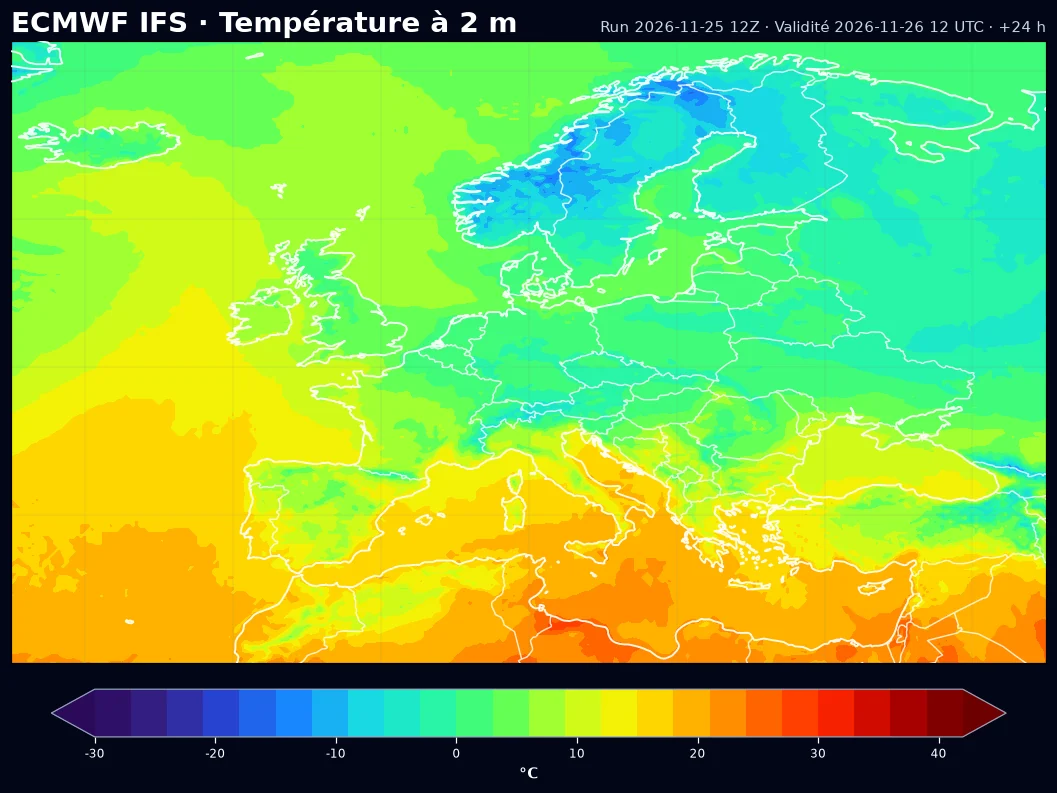 ECMWF IFS · Température à 2 m
Run 2026-11-25 12Z · Validité 2026-11-26 12 UTC · +24 h
-30 -20 -10 0 10 20 30 40
°C